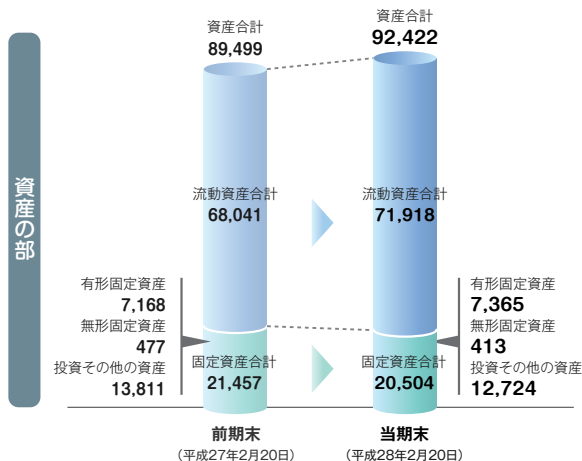 資産の部
資産合計
89,499
資産合計
92,422
流動資産合計
68,041
流動資産合計
71,918
有形固定資産
7,168
無形固定資産
477
投資その他の資産
13,811
固定資産合計
21,457
固定資産合計
20,504
有形固定資産
7,365
無形固定資産
413
投資その他の資産
12,724
前期末
（平成27年2月20日）
当期末
（平成28年2月20日）